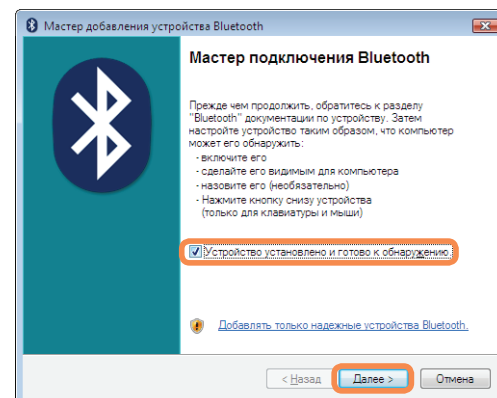 Мастер добавления устройства Bluetooth
Мастер подключения Bluetooth
Прежде чем продолжить, обратитесь к разделу
"Bluetooth" документации по устройству. Затем
настройте устройство таким образом, что компьютер
может его обнаружить:
- включите его
- сделайте его видимым для компьютера
- назовите его (необязательно)
- Нажмите кнопку снизу устройства
(только для клавиатуры и мыши)
Устройство установлено и готово к обнаружению.
Добавлять только надежные устройства Bluetooth.
< Назад
Далее >
Отмена